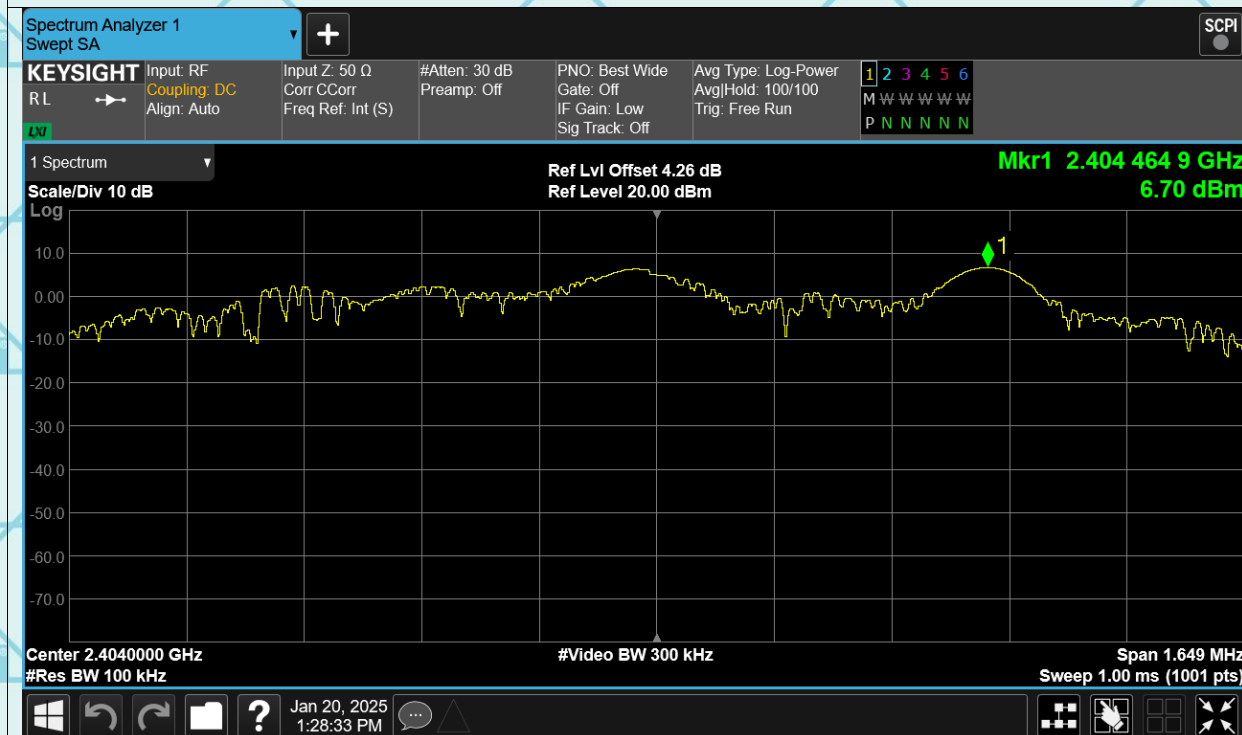 Spectrum Analyzer 1
Swept SA
+
SCPI
KEYSIGHT
R L
LXI
Input: RF
Coupling: DC
Align: Auto
Input Z: 50 Ω
Corr CCorr
Freq Ref: Int (S)
#Atten: 30 dB
Preamp: Off
PNO: Best Wide
Gate: Off
IF Gain: Low
Sig Track: Off
Avg Type: Log-Power
Avg|Hold: 100/100
Trig: Free Run
1 2 3 4 5 6
M W W W W W
P N N N N N
1 Spectrum
Scale/Div 10 dB
Log
Ref Lvl Offset 4.26 dB
Ref Level 20.00 dBm
Mkr1 2.404 464 9 GHz
6.70 dBm
1
10.0
0.00
-10.0
-20.0
-30.0
-40.0
-50.0
-60.0
-70.0
Center 2.4040000 GHz
#Res BW 100 kHz
#Video BW 300 kHz
Span 1.649 MHz
Sweep 1.00 ms (1001 pts)
?
Jan 20, 2025
1:28:33 PM